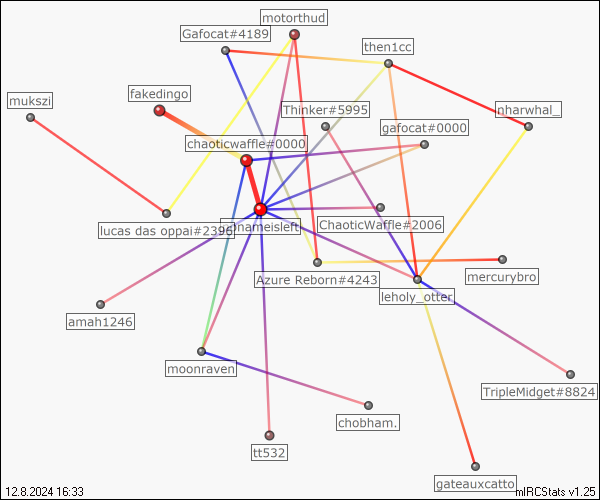 motorthud
Gafocat#4189
then1cc
fakedingo
mukszi
Thinker#5995
nharwhal_
gafocat#0000
chaoticwaffle#0000
lucas das oppai#2396
nameisleft
ChaoticWaffle#2006
Azure Reborn#4243
mercurybro
leholy_otter
amah1246
moonraven
TripleMidget#8824
chobham.
tt532
gateauxcatto
12.8.2024 16:33
mIRCStats v1.25